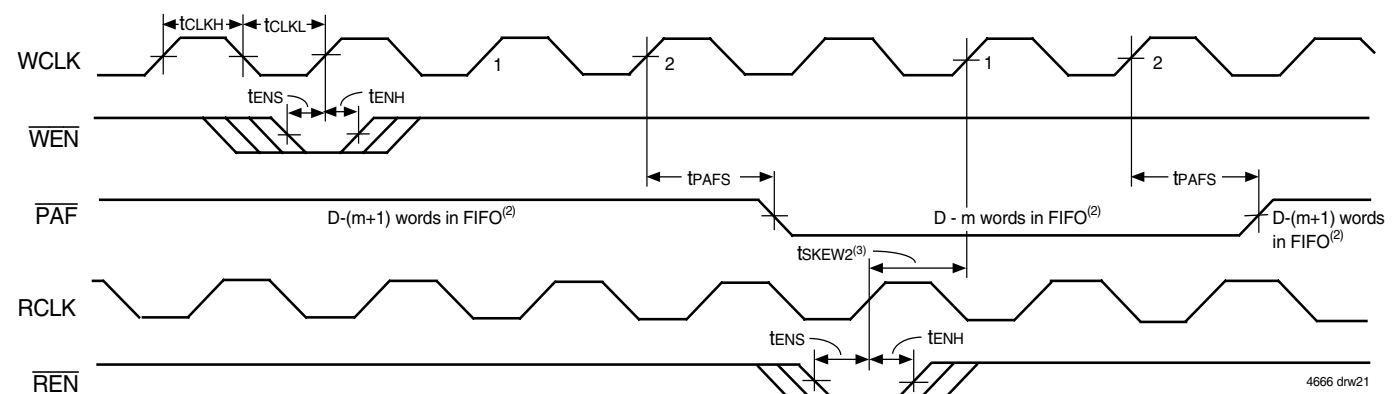 tCLKH tCLKL
WCLK 1 2 1 2
tENS tENH
WEN
tPAFS tPAFS
PAF D-(m+1) words in FIFO(2) D - m words in FIFO(2) D-(m+1) words
in FIFO(2)
tSKEW2(3)
RCLK
tENS tENH
REN
4666 drw21